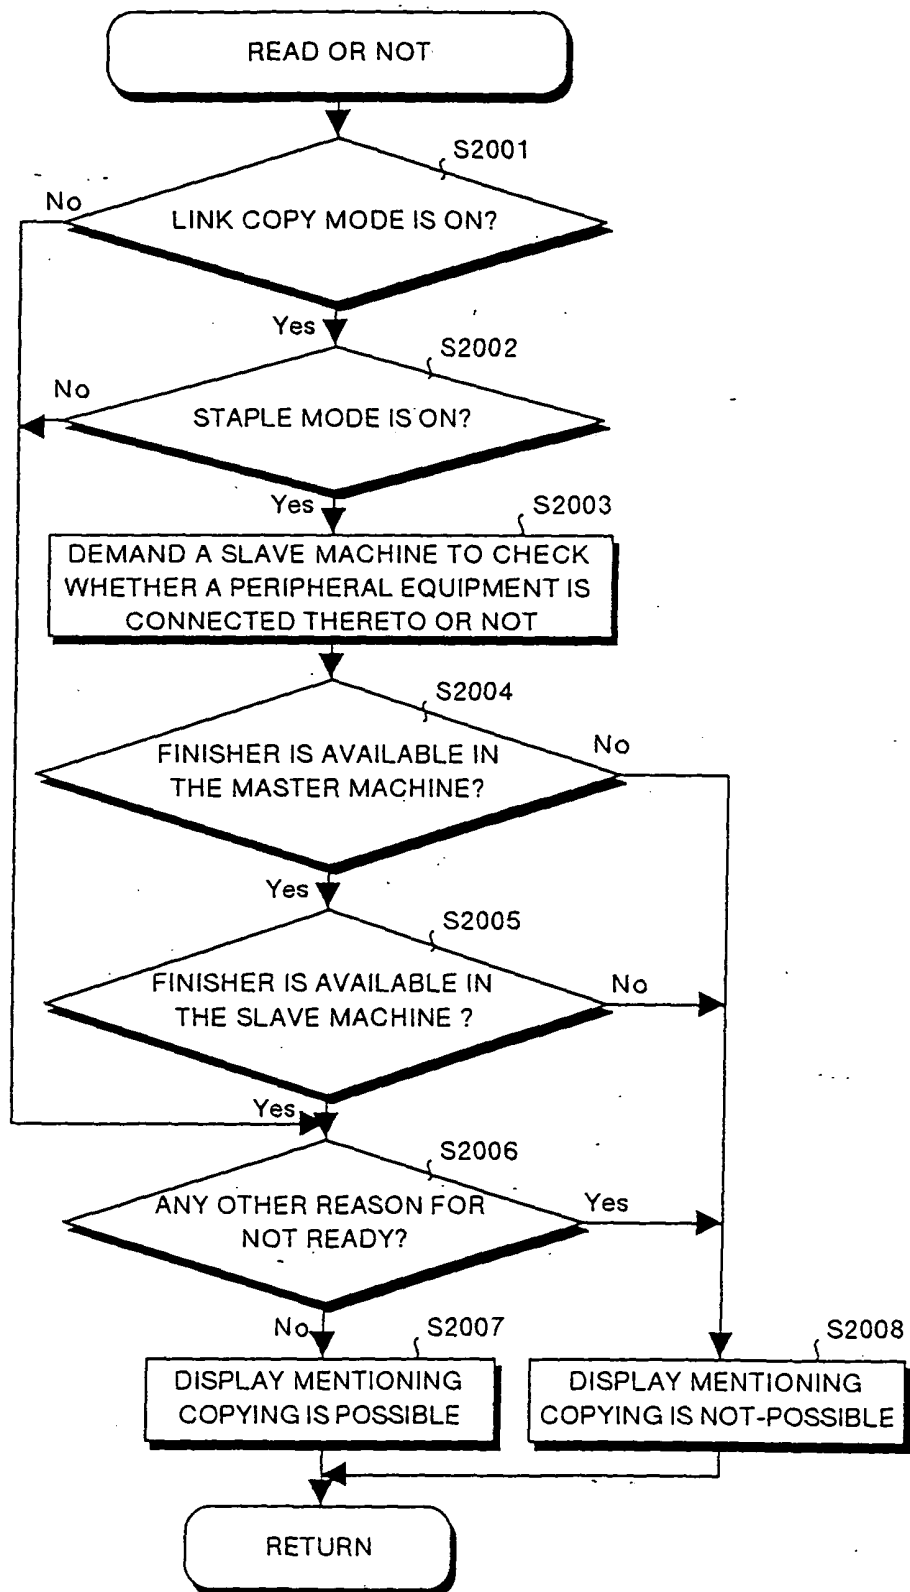 READ OR NOT
S2001
No
LINK COPY MODE IS ON?
Yes
S2002
No
STAPLE MODE IS ON?
Yes
S2003
DEMAND A SLAVE MACHINE TO CHECK
WHETHER A PERIPHERAL EQUIPMENT IS
CONNECTED THERETO OR NOT
S2004
FINISHER IS AVAILABLE IN
THE MASTER MACHINE?
No
Yes
S2005
FINISHER IS AVAILABLE IN
THE SLAVE MACHINE ?
No
Yes
S2006
ANY OTHER REASON FOR
NOT READY?
Yes
No
S2007
S2008
DISPLAY MENTIONING
COPYING IS POSSIBLE
DISPLAY MENTIONING
COPYING IS NOT-POSSIBLE
RETURN